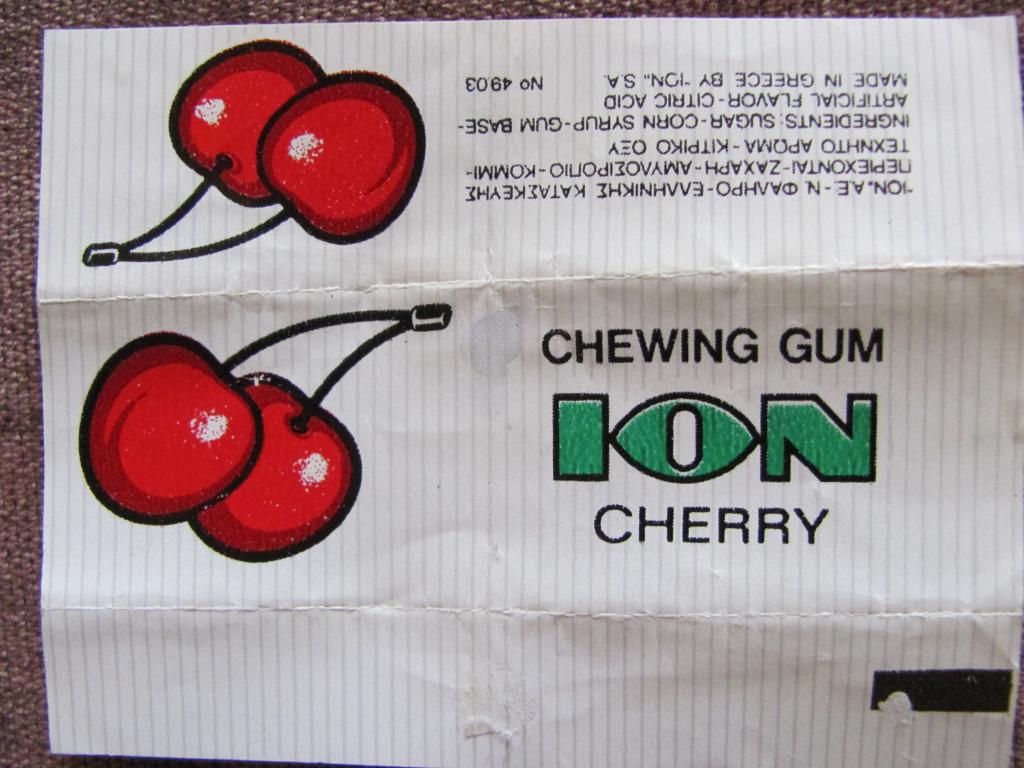 "ΙΟΝ" Α.Ε. - Ν. ΦΑΛΗΡΟ - ΕΛΛΗΝΙΚΗΣ ΚΑΤΑΣΚΕΥΗΣ
ΠΕΡΙΕΧΟΝΤΑΙ - ΖΑΧΑΡΗ - ΑΜΥΛΟΣΙΡΟΠΙΟ - ΚΟΜΜΙ -
ΤΕΧΝΗΤΟ ΑΡΩΜΑ - ΚΙΤΡΙΚΟ ΟΞΥ
INGREDIENTS: SUGAR - CORN SYRUP - GUM BASE -
ARTIFICIAL FLAVOR - CITRIC ACID
MADE IN GREECE BY "ION", S.A. No 4903
CHEWING GUM
ION
CHERRY